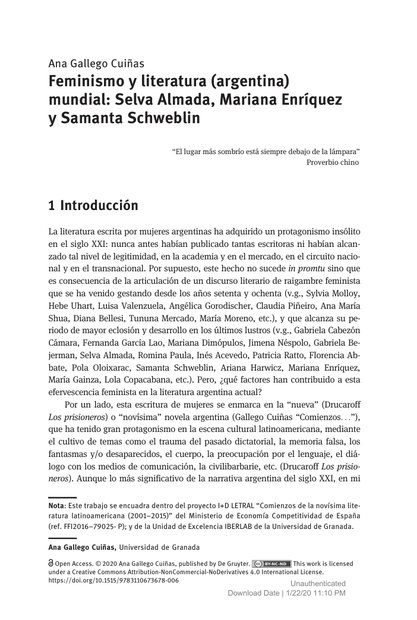 Ana Gallego Cuiñas
Feminismo y literatura (argentina)
mundial: Selva Almada, Mariana Enríquez
y Samanta Schweblin
“El lugar más sombrío está siempre debajo de la lámpara”
Proverbio chino
1 Introducción
La literatura escrita por mujeres argentinas ha adquirido un protagonismo insólito
en el siglo XXI: nunca antes habían publicado tantas escritoras ni habían alcan-
zado tal nivel de legitimidad, en la academia y en el mercado, en el circuito nacio-
nal y en el transnacional. Por supuesto, este hecho no sucede in promtu sino que
es consecuencia de la articulación de un discurso literario de raigambre feminista
que se ha venido gestando desde los años setenta y ochenta (v.g., Sylvia Molloy,
Hebe Uhart, Luisa Valenzuela, Angélica Gorodischer, Claudia Piñeiro, Ana María
Shua, Diana Bellesi, Tununa Mercado, María Moreno, etc.), y que alcanza su pe-
riodo de mayor eclosión y desarrollo en los últimos lustros (v.g., Gabriela Cabezón
Cámara, Fernanda García Lao, Mariana Dimópulos, Jimena Néspolo, Gabriela Be-
jerman, Selva Almada, Romina Paula, Inés Acevedo, Patricia Ratto, Florencia Ab-
bate, Pola Oloixarac, Samanta Schweblin, Ariana Harwicz, Mariana Enríquez,
María Gainza, Lola Copacabana, etc.). Pero, ¿qué factores han contribuido a esta
efervescencia feminista en la literatura argentina actual?
Por un lado, esta escritura de mujeres se enmarca en la “nueva” (Drucaroff
Los prisioneros) o “novísima” novela argentina (Gallego Cuiñas “Comienzos. . .”),
que ha tenido gran protagonismo en la escena cultural latinoamericana, mediante
el cultivo de temas como el trauma del pasado dictatorial, la memoria falsa, los
fantasmas y/o desaparecidos, el cuerpo, la preocupación por el lenguaje, el diá-
logo con los medios de comunicación, la civilibarbarie, etc. (Drucaroff Los prisio-
neros). Aunque lo más significativo de la narrativa argentina del siglo XXI, en mi
Nota: Este trabajo se encuadra dentro del proyecto I+D LETRAL “Comienzos de la novísima lite-
ratura latinoamericana (2001–2015)” del Ministerio de Economía Competitividad de España
(ref. FFI2016–79025- P); y de la Unidad de Excelencia IBERLAB de la Universidad de Granada.
Ana Gallego Cuiñas, Universidad de Granada
Open Access. © 2020 Ana Gallego Cuiñas, published by De Gruyter. CC BY-NC-ND This work is licensed
under a Creative Commons Attribution-NonCommercial-NoDerivatives 4.0 International License.
https://doi.org/10.1515/9783110673678-006
Unauthenticated
Download Date | 1/22/20 11:10 PM